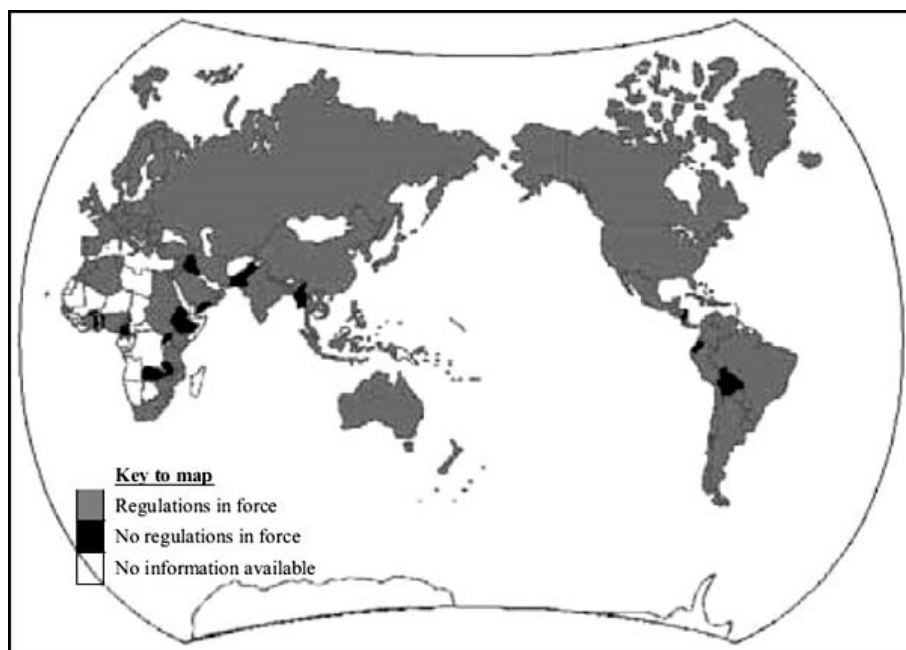 Key to map
Regulations in force
No regulations in force
No information available